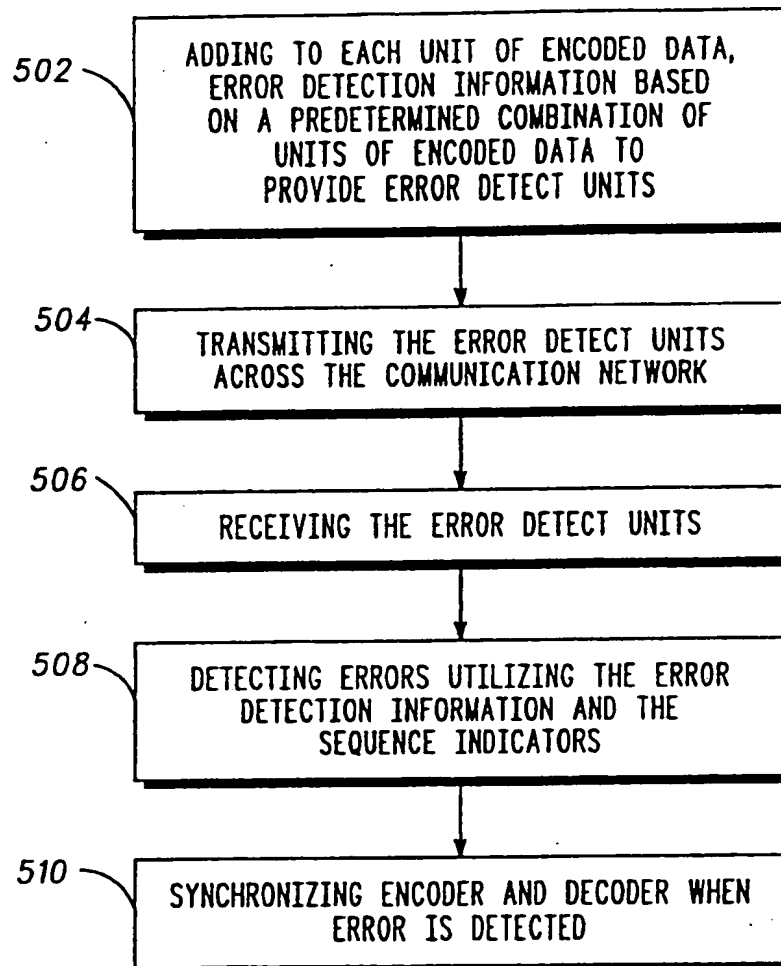 502
ADDING TO EACH UNIT OF ENCODED DATA,
ERROR DETECTION INFORMATION BASED
ON A PREDETERMINED COMBINATION OF
UNITS OF ENCODED DATA TO
PROVIDE ERROR DETECT UNITS
504
TRANSMITTING THE ERROR DETECT UNITS
ACROSS THE COMMUNICATION NETWORK
506
RECEIVING THE ERROR DETECT UNITS
508
DETECTING ERRORS UTILIZING THE ERROR
DETECTION INFORMATION AND THE
SEQUENCE INDICATORS
510
SYNCHRONIZING ENCODER AND DECODER WHEN
ERROR IS DETECTED